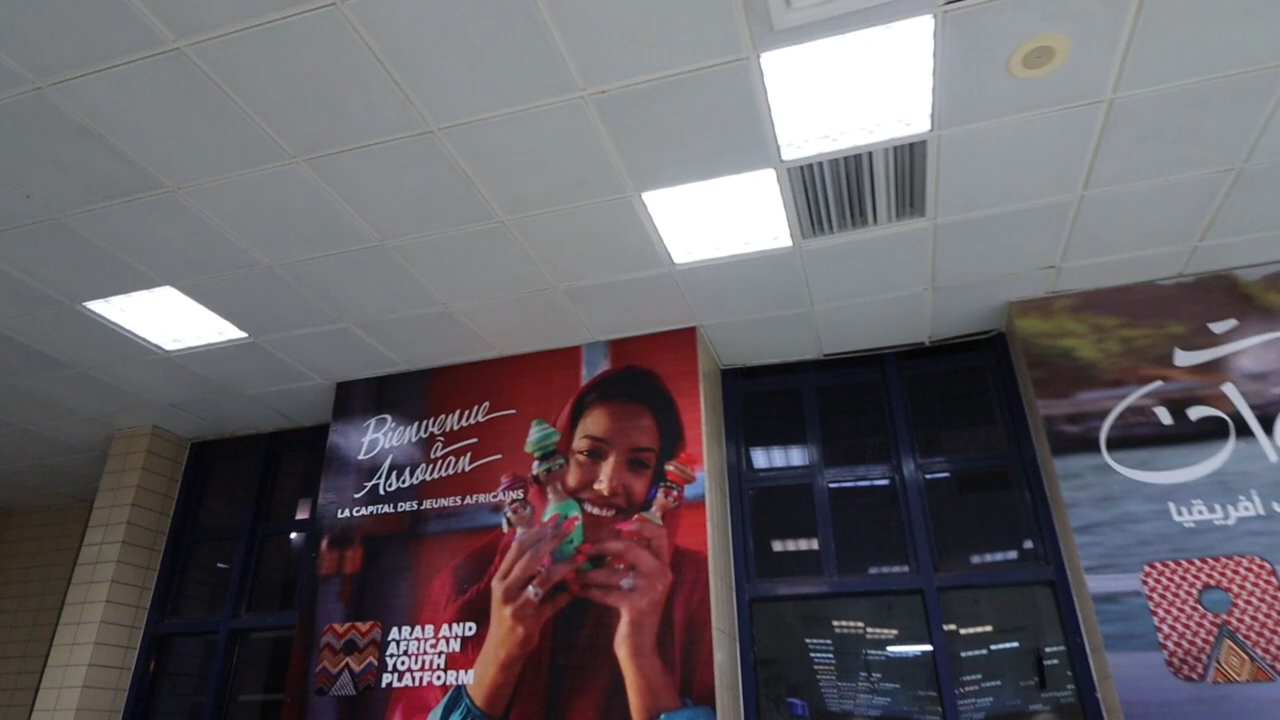 Bienvenue
à
Assouan
LA CAPITAL DES JEUNES AFRICAINS
ARAB AND
AFRICAN
YOUTH
PLATFORM
أفريقيا